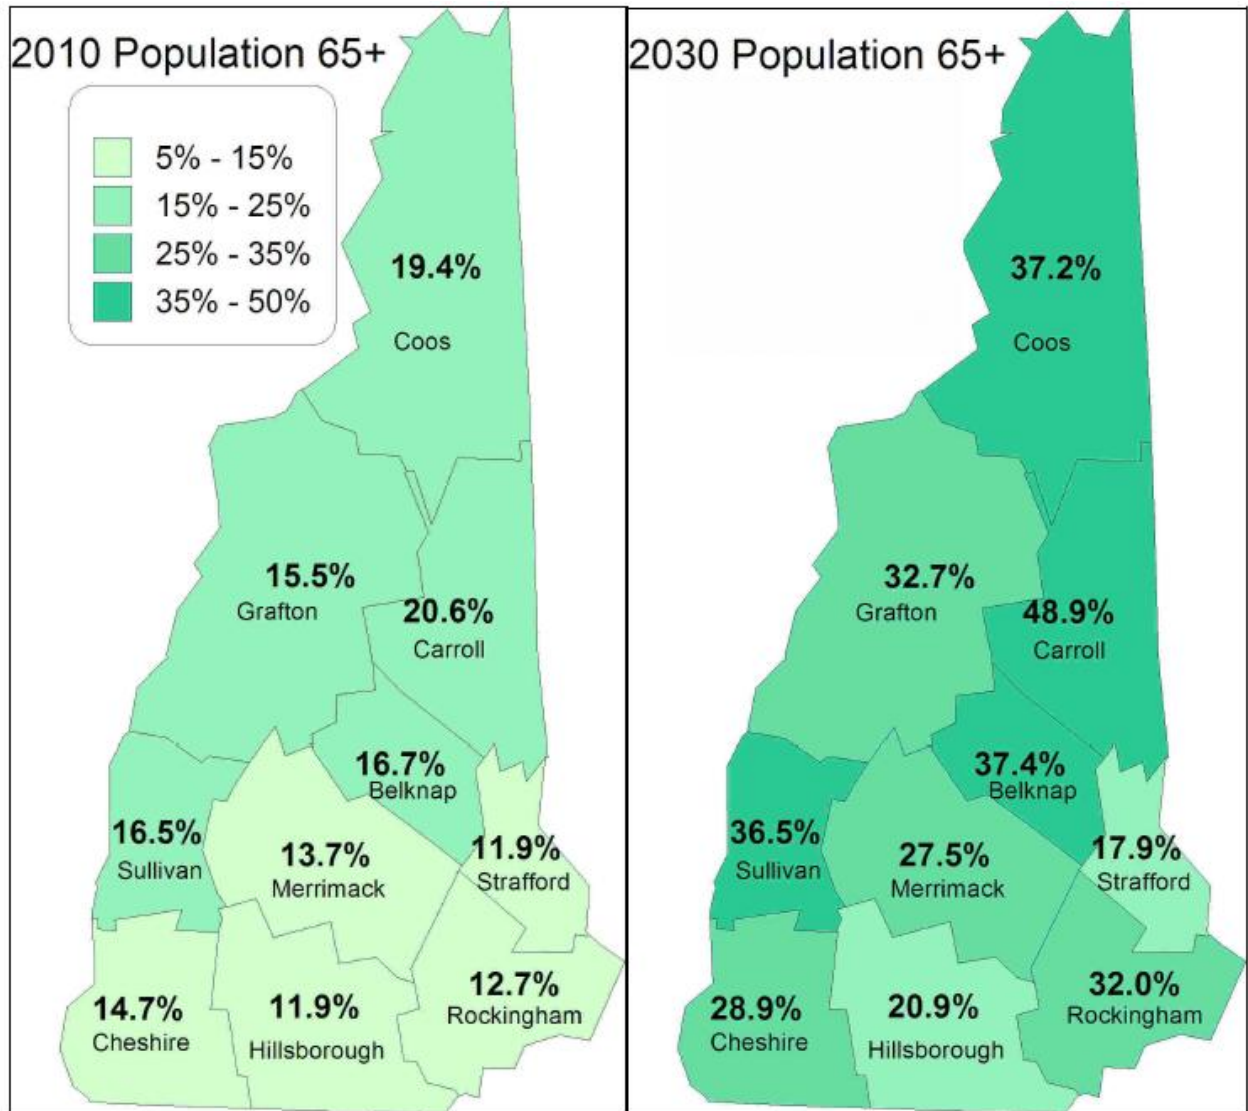 2010 Population 65+
5% - 15%
15% - 25%
25% - 35%
35% - 50%
19.4%
Coos
15.5%
Grafton
20.6%
Carroll
16.7%
Belknap
16.5%
Sullivan
13.7%
Merrimack
11.9%
Strafford
14.7%
Cheshire
11.9%
Hillsborough
12.7%
Rockingham
2030 Population 65+
37.2%
Coos
32.7%
Grafton
48.9%
Carroll
37.4%
Belknap
36.5%
Sullivan
27.5%
Merrimack
17.9%
Strafford
28.9%
Cheshire
20.9%
Hillsborough
32.0%
Rockingham